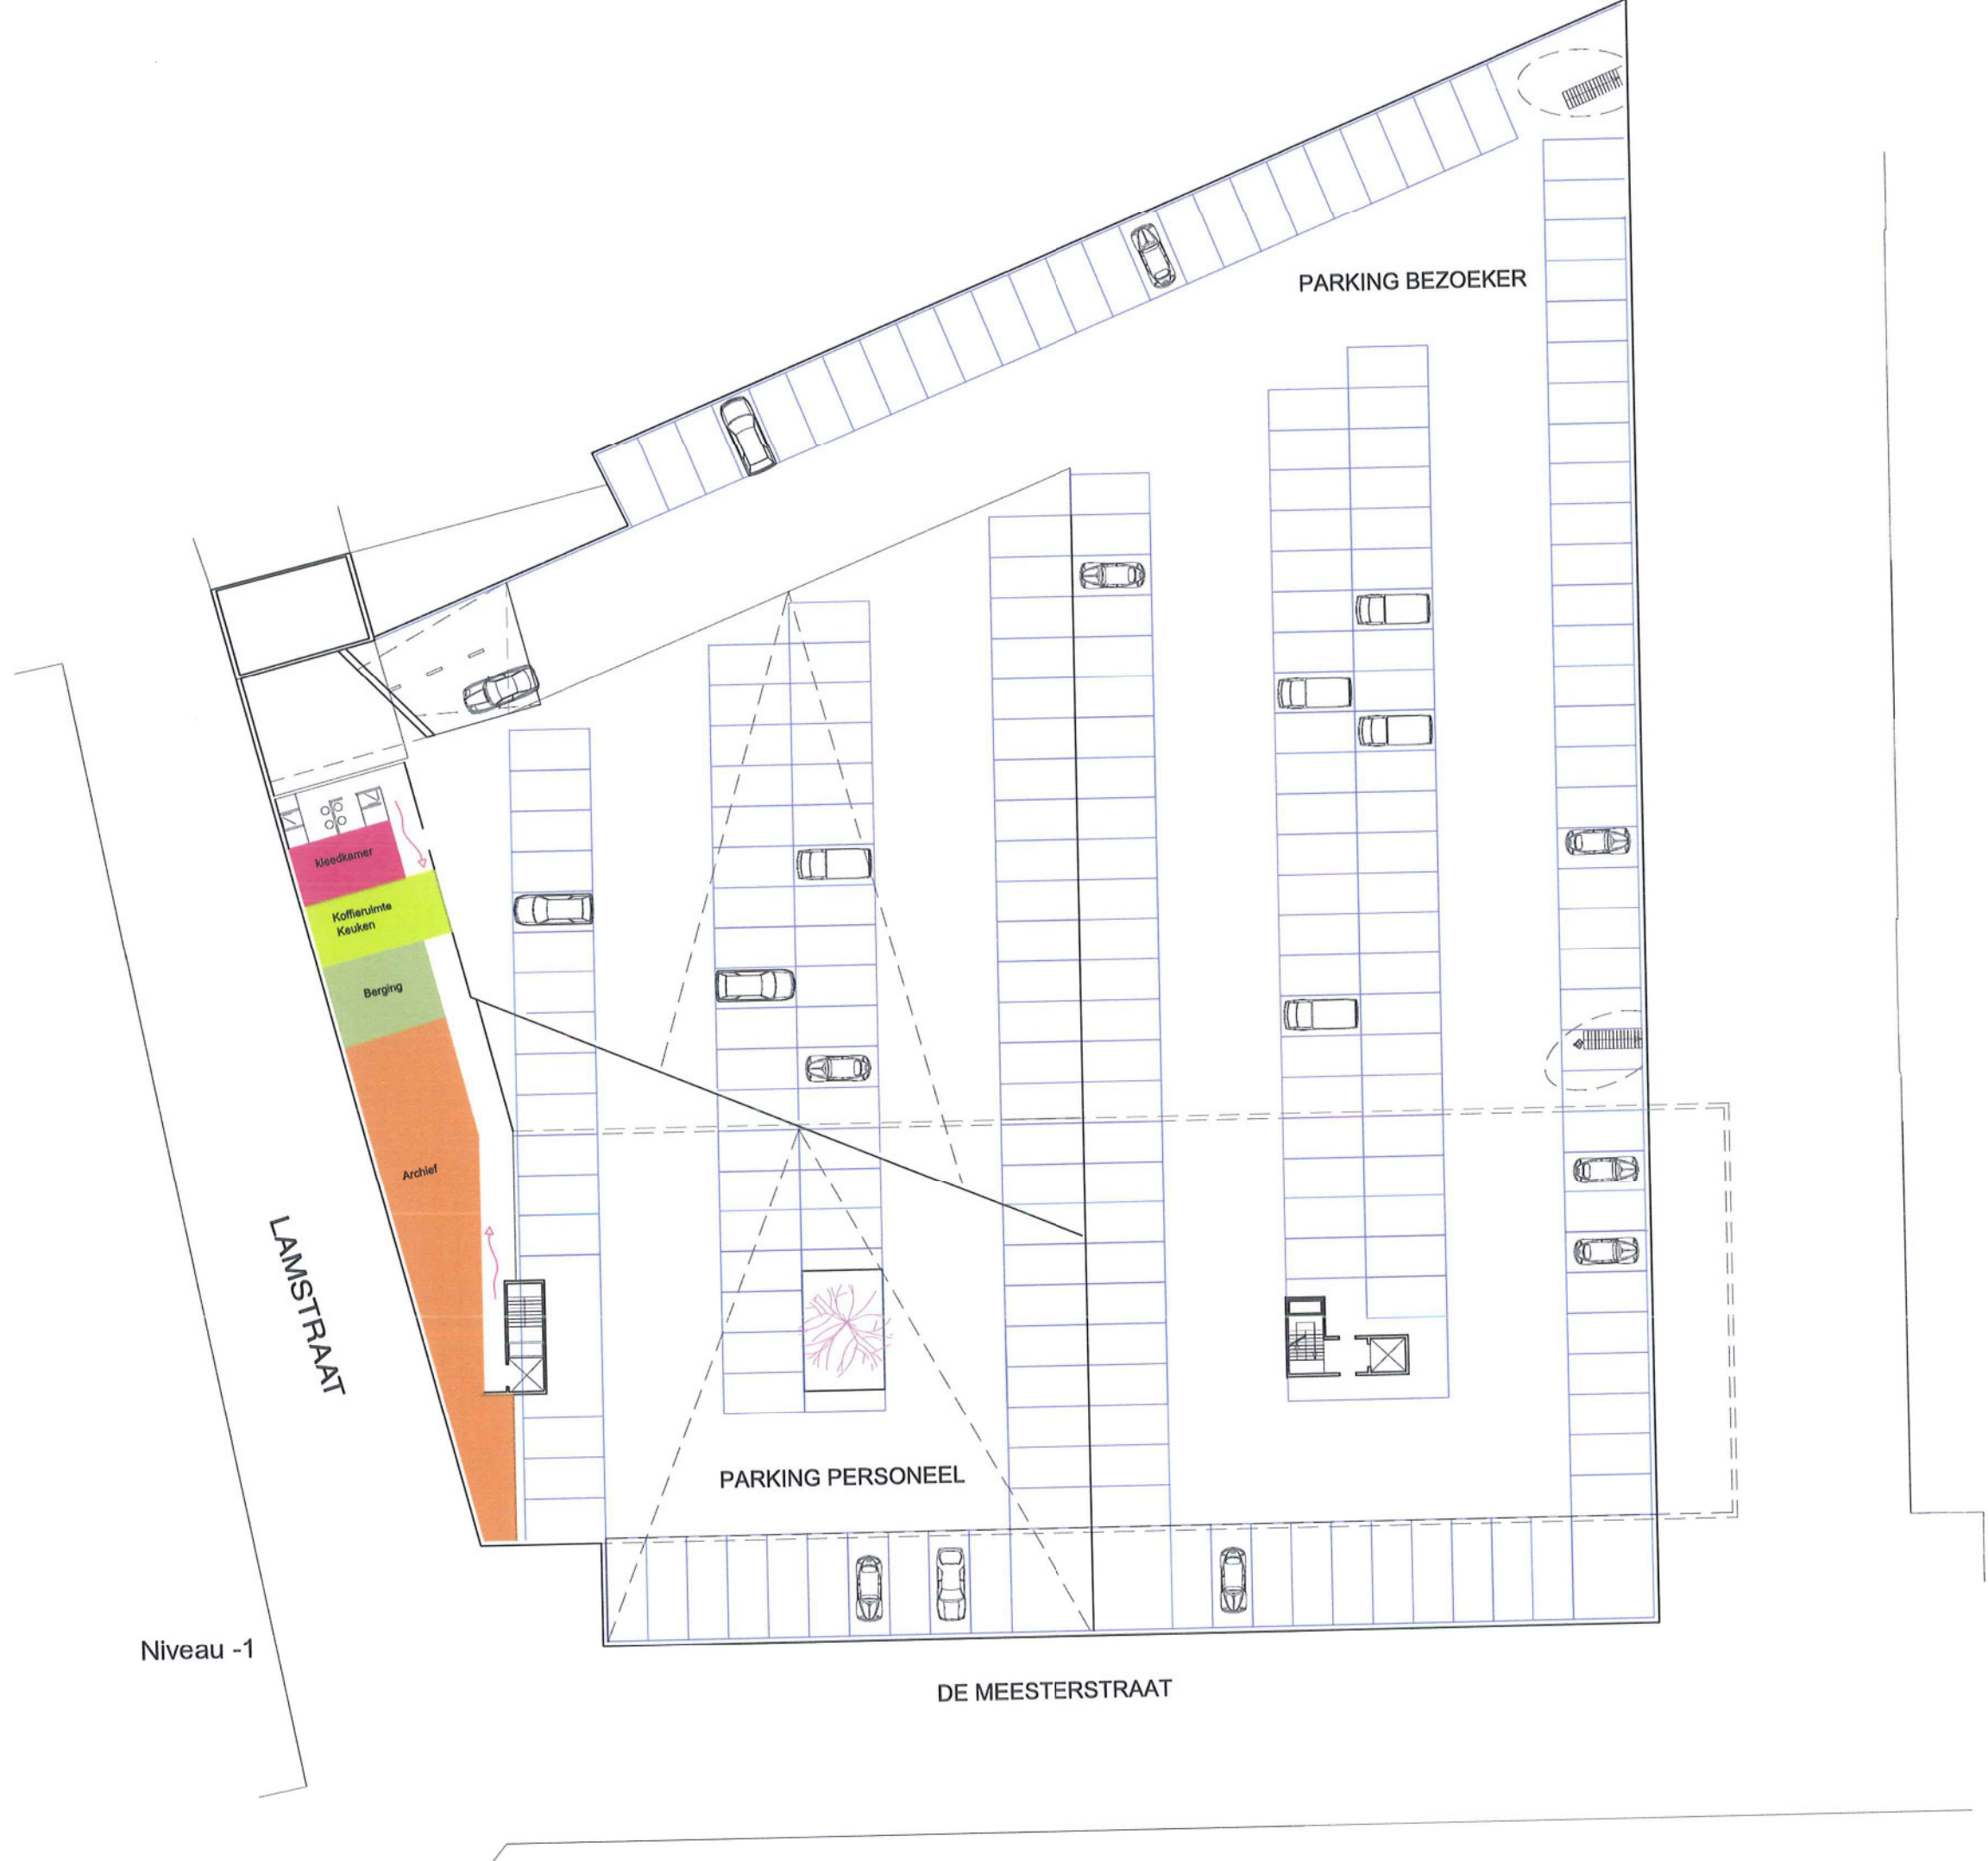 PARKING BEZOEKER
kleedkamer
Koffieruimte
Keuken
Berging
Archief
LAMSTRAAT
PARKING PERSONEEL
Niveau -1
DE MEESTERSTRAAT